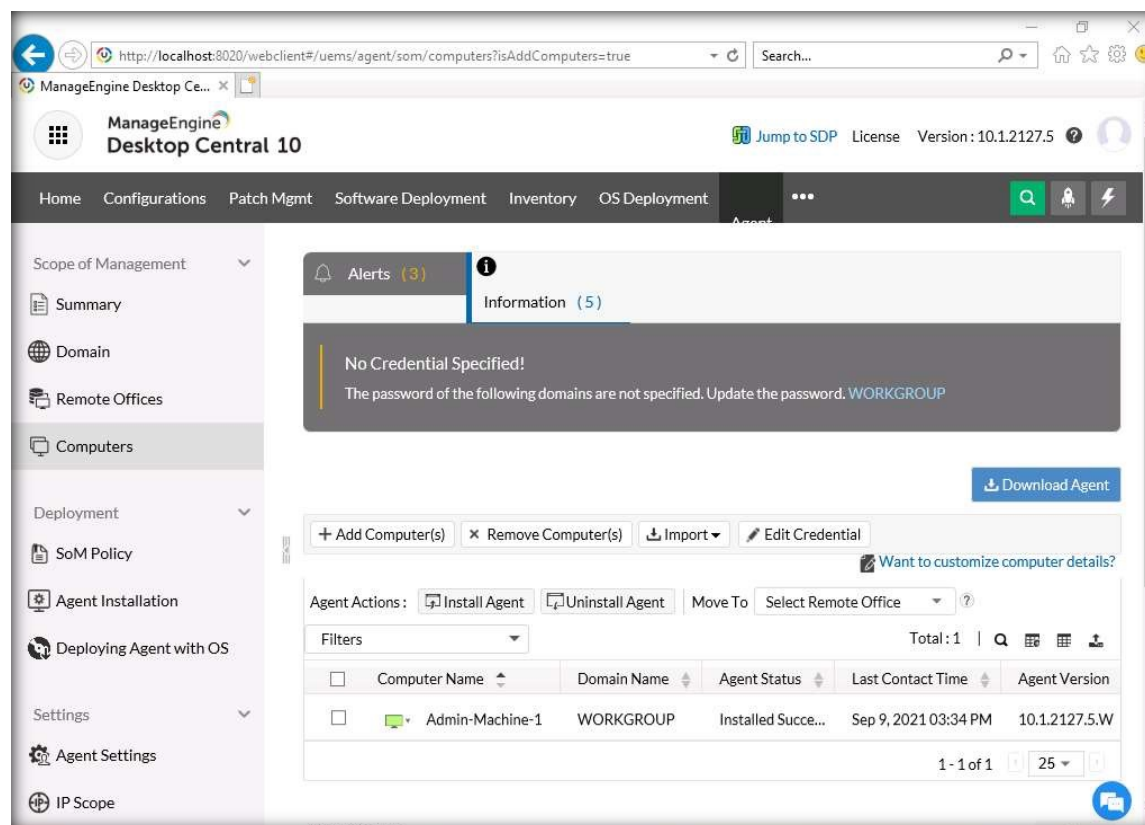 http://localhost:8020/webclient#/uems/agent/som/computers?isAddComputers=true
Search...
ManageEngine Desktop Ce...
ManageEngine
Desktop Central 10
Jump to SDP License Version : 10.1.2127.5
Home Configurations Patch Mgmt Software Deployment Inventory OS Deployment Agent
Scope of Management
Summary
Domain
Remote Offices
Computers
Deployment
SoM Policy
Agent Installation
Deploying Agent with OS
Settings
Agent Settings
IP Scope
Alerts (3)
Information (5)
No Credential Specified!
The password of the following domains are not specified. Update the password. WORKGROUP
Download Agent
Add Computer(s) Remove Computer(s) Import Edit Credential
Want to customize computer details?
Agent Actions : Install Agent Uninstall Agent Move To Select Remote Office
Filters Total : 1
Computer Name Domain Name Agent Status Last Contact Time Agent Version
Admin-Machine-1 WORKGROUP Installed Succe... Sep 9, 2021 03:34 PM 10.1.2127.5.W
1 - 1 of 1 25